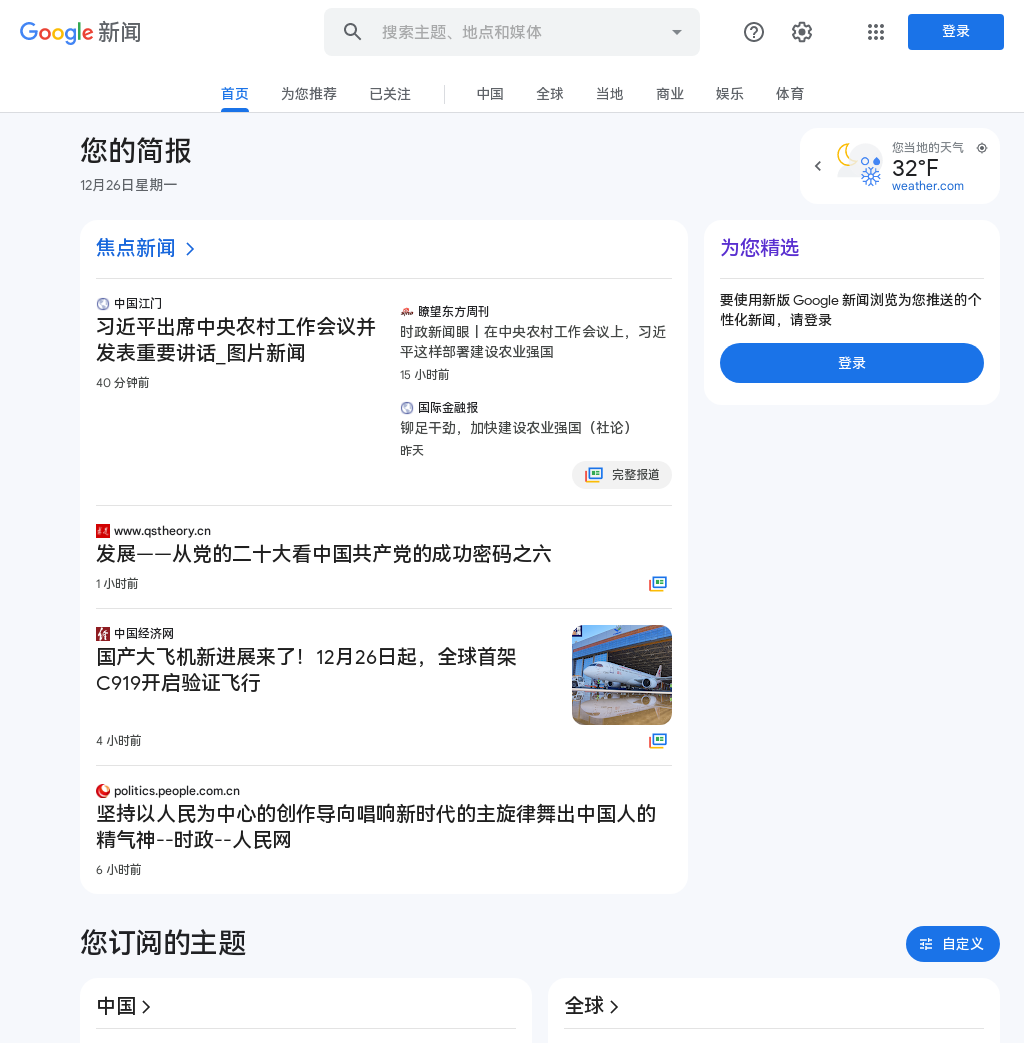 Google 新闻
搜索主题、地点和媒体
登录
首页
为您推荐
已关注
中国
全球
当地
商业
娱乐
体育
您的简报
12月26日星期一
您当地的天气
32°F
weather.com
焦点新闻
中国江门
习近平出席中央农村工作会议并
发表重要讲话_图片新闻
40 分钟前
瞭望东方周刊
时政新闻眼丨在中央农村工作会议上，习近
平这样部署建设农业强国
15 小时前
国际金融报
铆足干劲，加快建设农业强国（社论）
昨天
完整报道
www.qstheory.cn
发展——从党的二十大看中国共产党的成功密码之六
1 小时前
中国经济网
国产大飞机新进展来了！12月26日起，全球首架
C919开启验证飞行
4 小时前
politics.people.com.cn
坚持以人民为中心的创作导向唱响新时代的主旋律舞出中国人的
精气神--时政--人民网
6 小时前
为您精选
要使用新版 Google 新闻浏览为您推送的个
性化新闻，请登录
登录
您订阅的主题
自定义
中国
全球